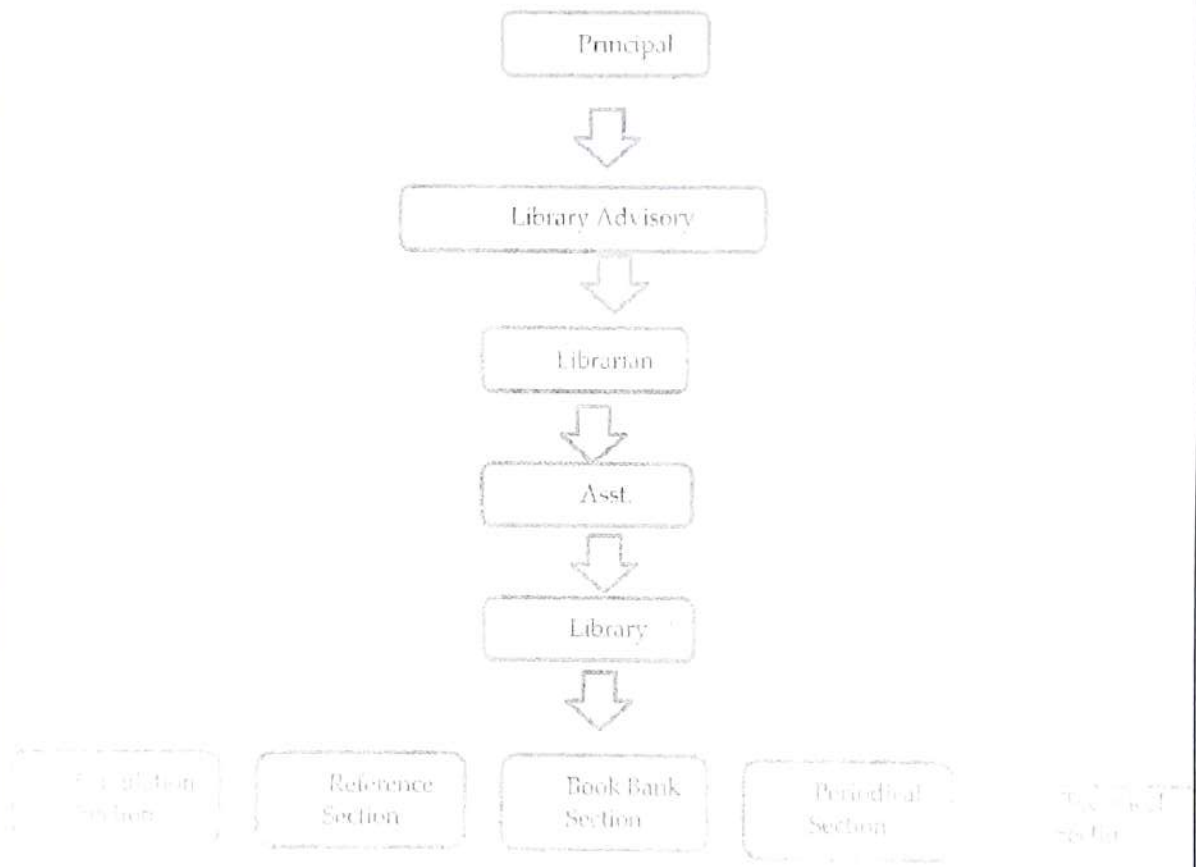 Principal
Library Advisory
Librarian
Asst.
Library
Reference
Section
Book Bank
Section
Periodical
Section